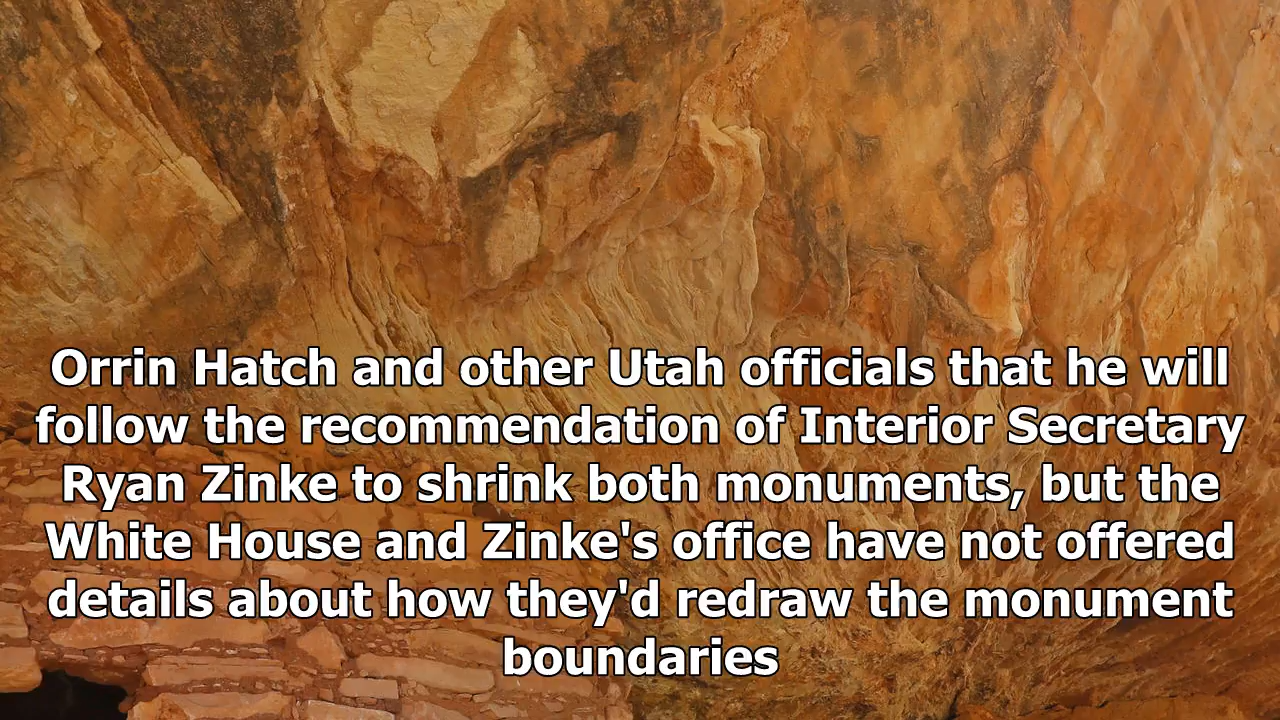 Orrin Hatch and other Utah officials that he will
follow the recommendation of Interior Secretary
Ryan Zinke to shrink both monuments, but the
White House and Zinke's office have not offered
details about how they'd redraw the monument
boundaries